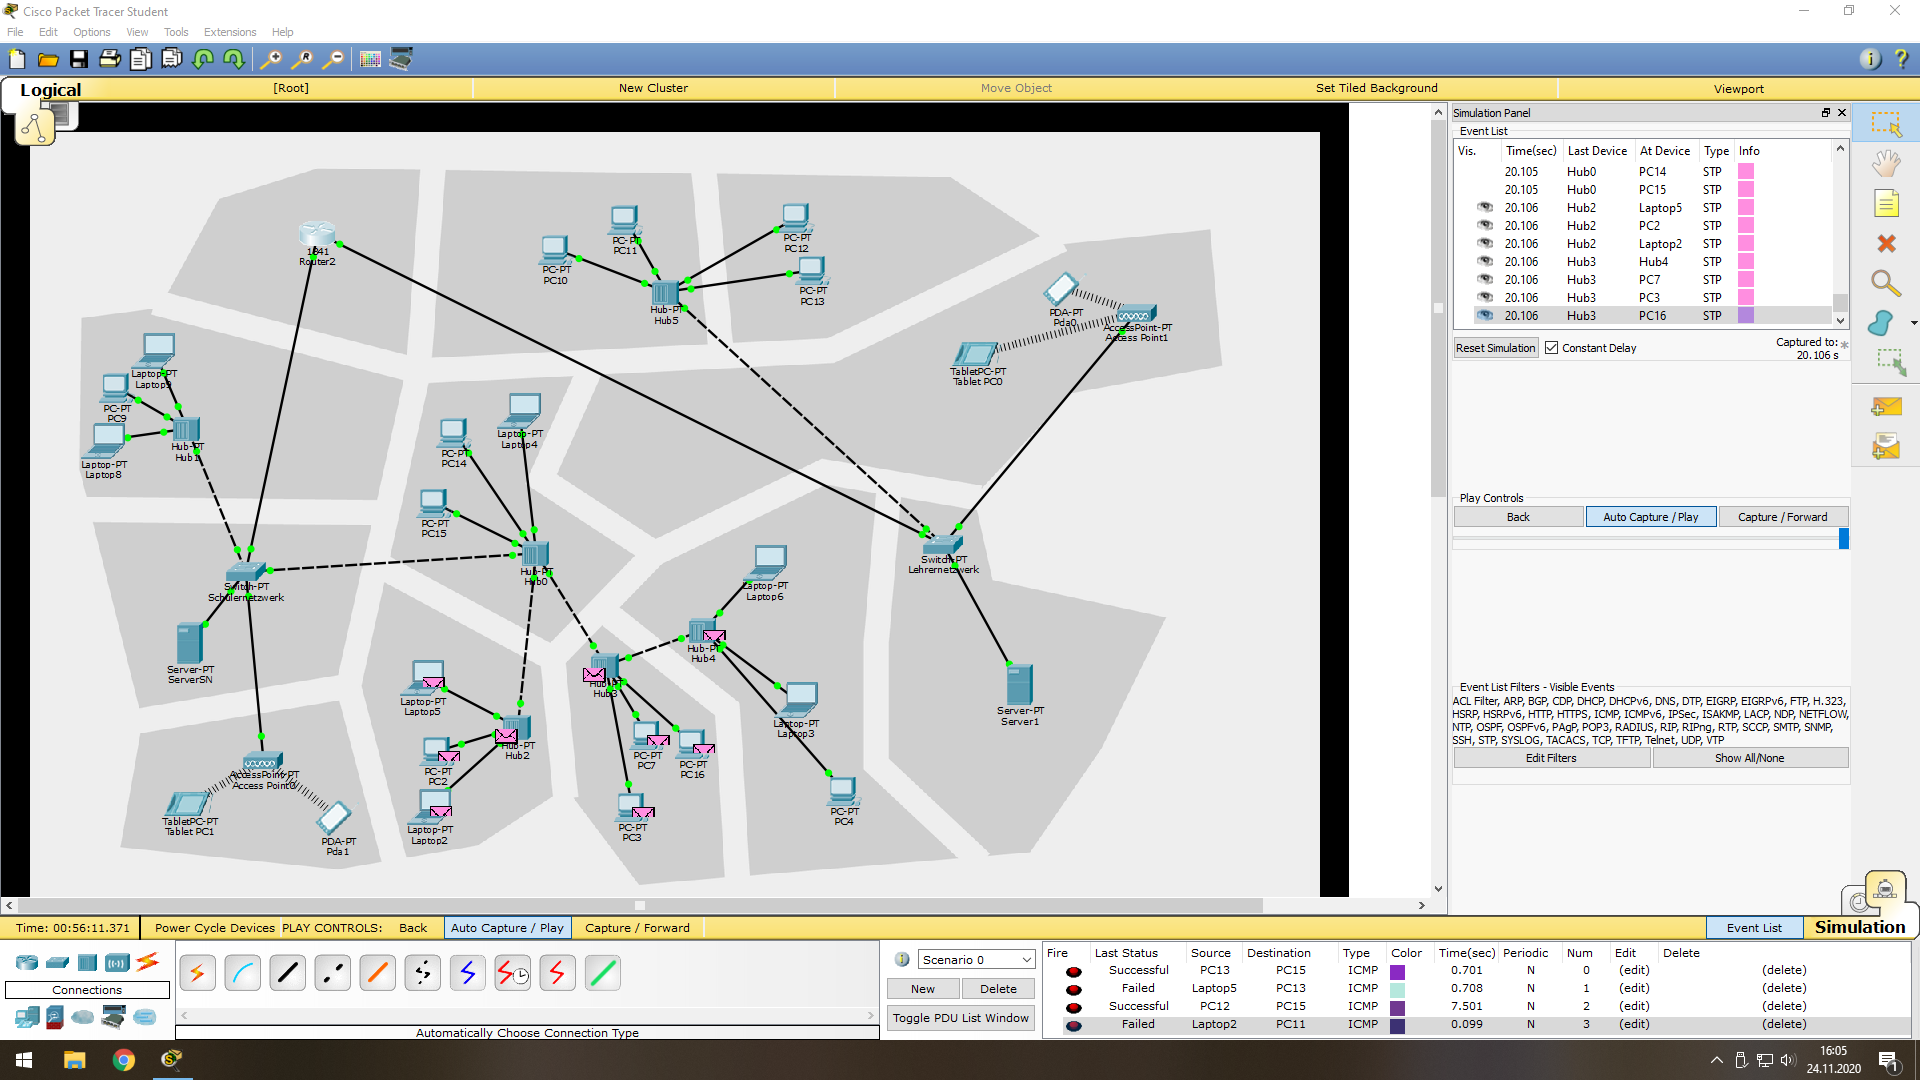 Cisco Packet Tracer Student
File Edit Options View Tools Extensions Help
Logical [Root] New Cluster Move Object Set Tiled Background Viewport
1841
Router2
PC-PT
PC10
PC-PT
PC11
PC-PT
PC12
PC-PT
PC13
Hub-PT
Hub5
PDA-PT
Pda0
AccessPoint-PT
Access Point1
TabletPC-PT
Tablet PC0
Laptop-PT
Laptop9
PC-PT
PC9
Laptop-PT
Laptop8
Hub-PT
Hub1
PC-PT
PC14
Laptop-PT
Laptop4
PC-PT
PC15
Hub-PT
Hub0
Switch-PT
Schülernetzwerk
Switch-PT
Lehrernetzwerk
Laptop-PT
Laptop6
Server-PT
ServerSN
Hub-PT
Hub4
Hub-PT
Hub3
Laptop-PT
Laptop5
Hub-PT
Hub2
PC-PT
PC2
Laptop-PT
Laptop2
PC-PT
PC7
PC-PT
PC16
PC-PT
PC3
Laptop-PT
Laptop3
PC-PT
PC4
Server-PT
Server1
AccessPoint-PT
Access Point0
TabletPC-PT
Tablet PC1
PDA-PT
Pda1
Simulation Panel
Event List
Vis. Time(sec) Last Device At Device Type Info
20.105 Hub0 PC14 STP
20.105 Hub0 PC15 STP
20.106 Hub2 Laptop5 STP
20.106 Hub2 PC2 STP
20.106 Hub2 Laptop2 STP
20.106 Hub3 Hub4 STP
20.106 Hub3 PC7 STP
20.106 Hub3 PC3 STP
20.106 Hub3 PC16 STP
Reset Simulation Constant Delay Captured to: *
20.106 s
Play Controls
Back Auto Capture / Play Capture / Forward
Event List Filters - Visible Events
ACL Filter, ARP, BGP, CDP, DHCP, DHCPv6, DNS, DTP, EIGRP, EIGRPv6, FTP, H.323,
HSRP, HSRPv6, HTTP, HTTPS, ICMP, ICMPv6, IPSec, ISAKMP, LACP, NDP, NETFLOW,
NTP, OSPF, OSPFv6, PAgP, POP3, RADIUS, RIP, RIPng, RTP, SCCP, SMTP, SNMP,
SSH, STP, SYSLOG, TACACS, TCP, TFTP, Telnet, UDP, VTP
Edit Filters Show All/None
Time: 00:56:11.371 Power Cycle Devices PLAY CONTROLS: Back Auto Capture / Play Capture / Forward Event List Simulation
Connections
Automatically Choose Connection Type
Scenario 0
New Delete
Toggle PDU List Window
Fire Last Status Source Destination Type Color Time(sec) Periodic Num Edit Delete
Successful PC13 PC15 ICMP 0.701 N 0 (edit) (delete)
Failed Laptop5 PC13 ICMP 0.708 N 1 (edit) (delete)
Successful PC12 PC15 ICMP 7.501 N 2 (edit) (delete)
Failed Laptop2 PC11 ICMP 0.099 N 3 (edit) (delete)
16:05
24.11.2020
1